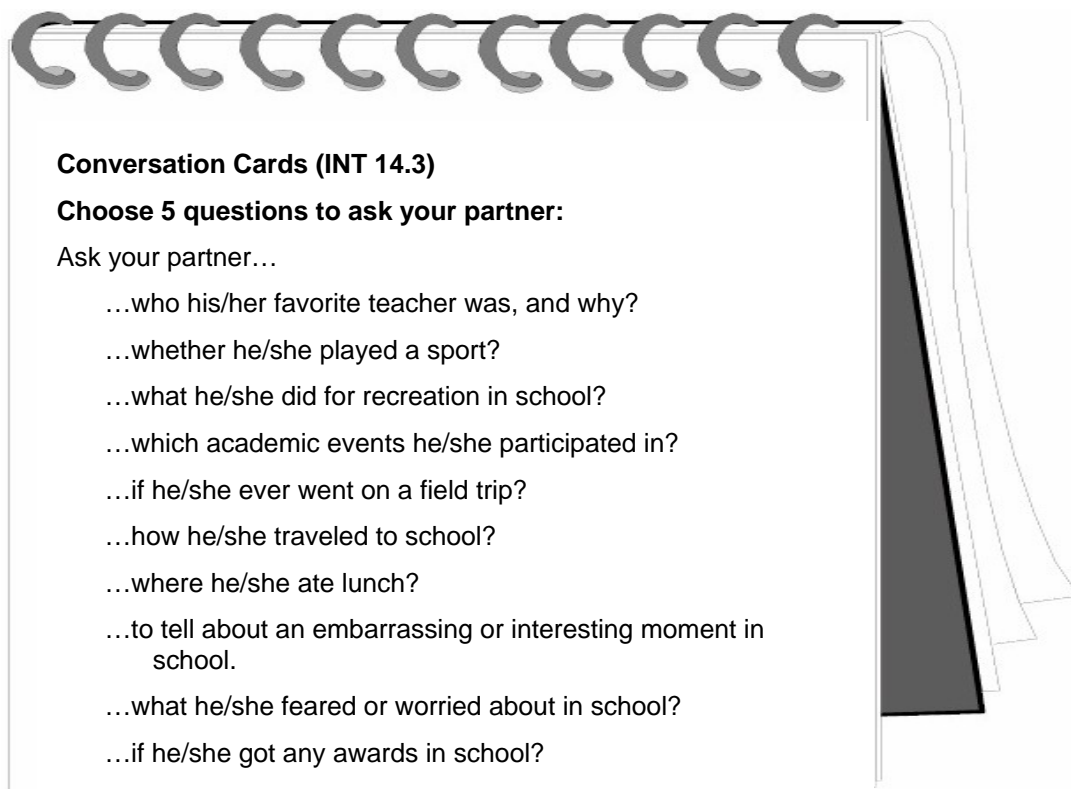 Conversation Cards (INT 14.3)
Choose 5 questions to ask your partner:
Ask your partner…
…who his/her favorite teacher was, and why?
…whether he/she played a sport?
…what he/she did for recreation in school?
…which academic events he/she participated in?
…if he/she ever went on a field trip?
…how he/she traveled to school?
…where he/she ate lunch?
…to tell about an embarrassing or interesting moment in
school.
…what he/she feared or worried about in school?
…if he/she got any awards in school?